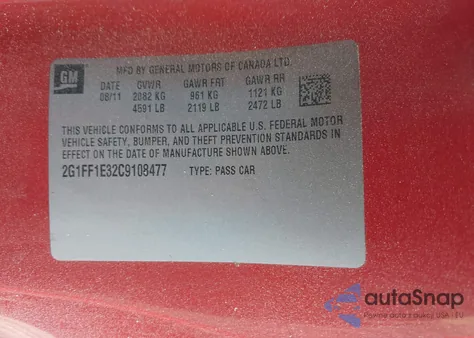 GM
MFD BY GENERAL MOTORS OF CANADA LTD.
DATE GVWR GAWR FRT GAWR RR
08/11 2082 KG 961 KG 1121 KG
4591 LB 2119 LB 2472 LB
THIS VEHICLE CONFORMS TO ALL APPLICABLE U.S. FEDERAL MOTOR
VEHICLE SAFETY, BUMPER, AND THEFT PREVENTION STANDARDS IN
EFFECT ON THE DATE OF MANUFACTURE SHOWN ABOVE.
2G1FF1E32C9108477 TYPE: PASS CAR
autaSnap